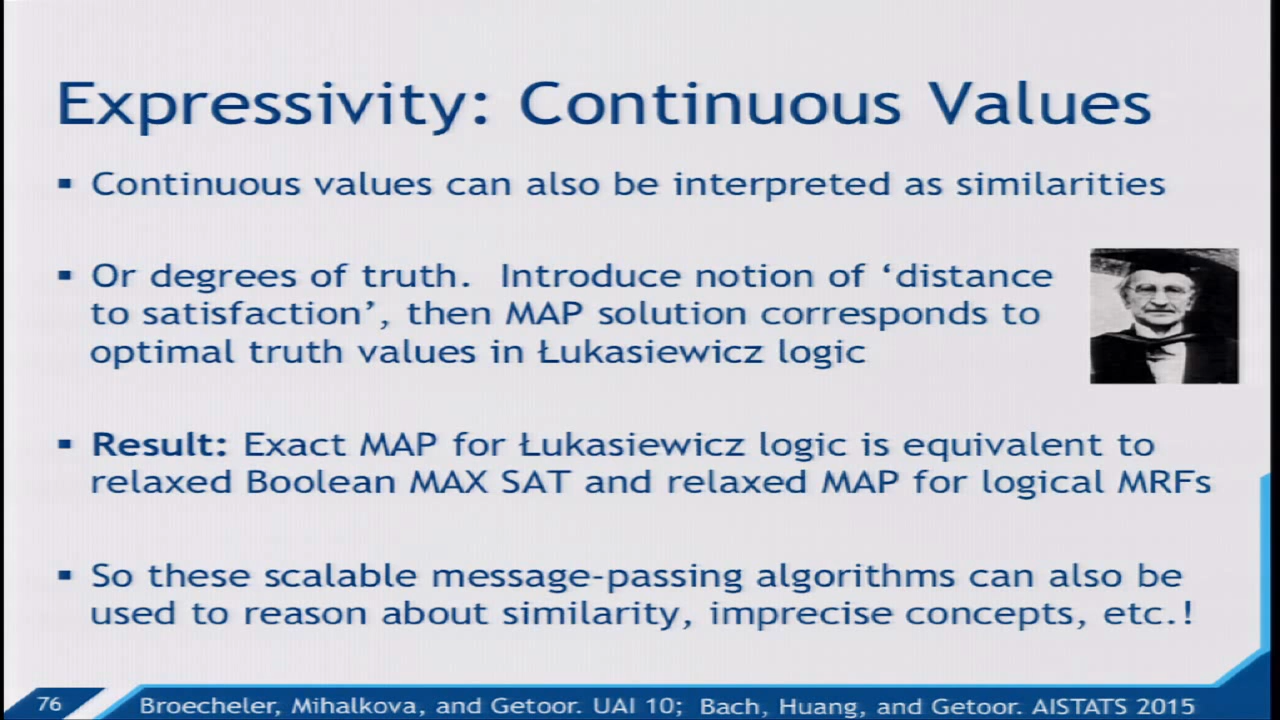 Expressivity: Continuous Values
▪ Continuous values can also be interpreted as similarities
▪ Or degrees of truth. Introduce notion of ‘distance
to satisfaction’, then MAP solution corresponds to
optimal truth values in Łukasiewicz logic
▪ Result: Exact MAP for Łukasiewicz logic is equivalent to
relaxed Boolean MAX SAT and relaxed MAP for logical MRFs
▪ So these scalable message-passing algorithms can also be
used to reason about similarity, imprecise concepts, etc.!
76 Broecheler, Mihalkova, and Getoor. UAI 10; Bach, Huang, and Getoor. AISTATS 2015